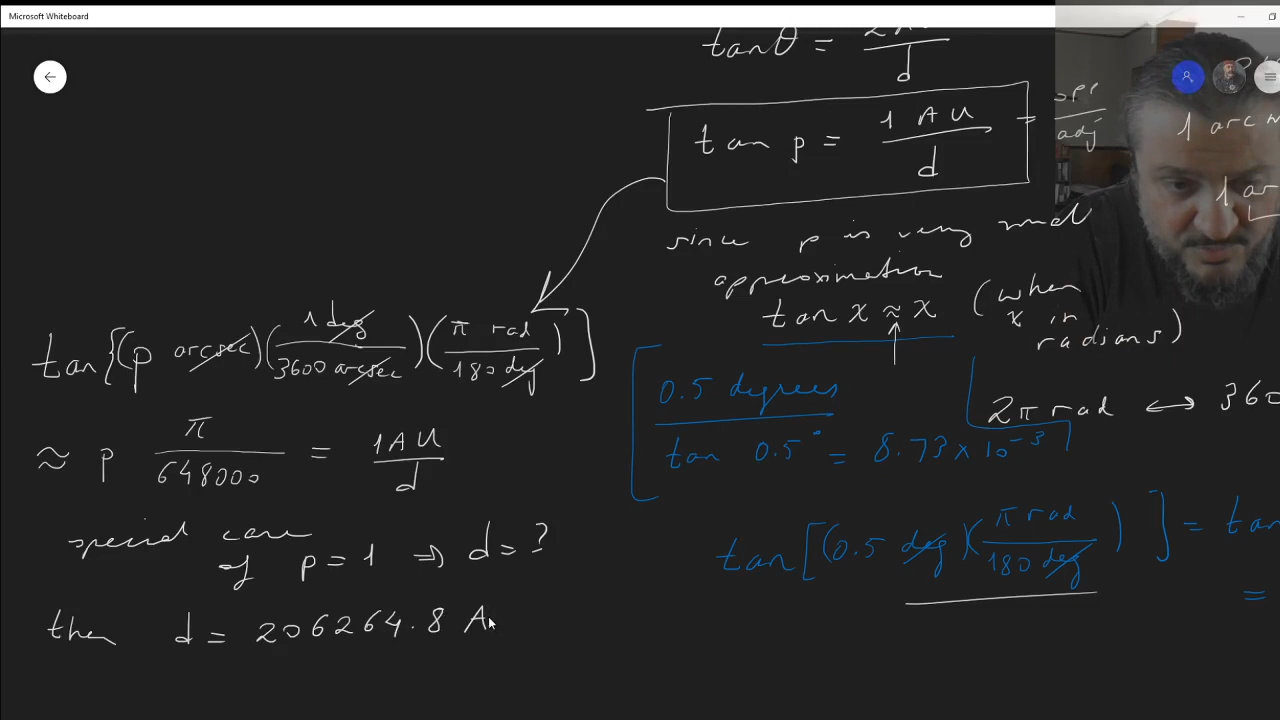 Microsoft Whiteboard
tan θ =
d
tan p = 1 AU / d = opp / adj
1 arc
since p is very small
approximation
tan x ≈ x (when x in radians)
tan{(p arcsec)(1 deg / 3600 arcsec)(π rad / 180 deg)]
0.5 degrees
2π rad ↔ 360
tan 0.5° = 8.73 × 10⁻³
≈ p π / 648000 = 1 AU / d
special case
of p = 1 ⇒ d = ?
tan[(0.5 deg)(π rad / 180 deg)] = tan
=
then d = 206264.8 A